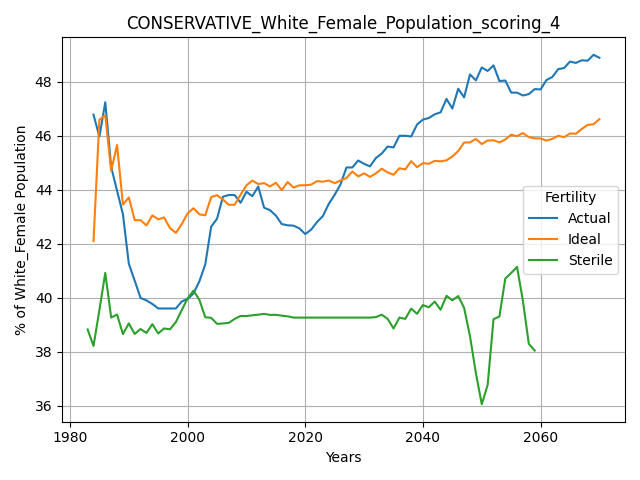 CONSERVATIVE_White_Female_Population_scoring_4
% of White_Female Population
48
46
44
42
40
38
36
Fertility
Actual
Ideal
Sterile
1980 2000 2020 2040 2060
Years